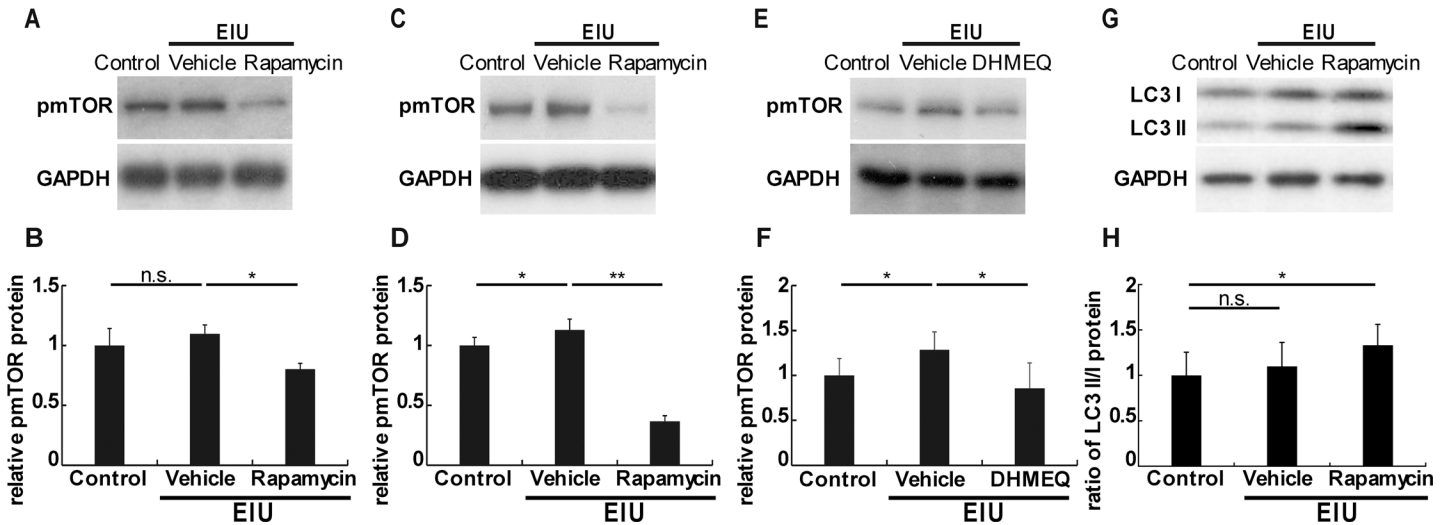 A
EIU
Control Vehicle Rapamycin
pmTOR
GAPDH
B
n.s.
*
relative pmTOR protein
1.5
1
0.5
0
Control Vehicle Rapamycin
EIU
C
EIU
Control Vehicle Rapamycin
pmTOR
GAPDH
D
*
**
relative pmTOR protein
1.5
1
0.5
0
Control Vehicle Rapamycin
EIU
E
EIU
Control Vehicle DHMEQ
pmTOR
GAPDH
F
*
*
relative pmTOR protein
2
1.5
1
0.5
0
Control Vehicle DHMEQ
EIU
G
EIU
Control Vehicle Rapamycin
LC3 I
LC3 II
GAPDH
H
*
n.s.
ratio of LC3 II/I protein
2
1.5
1
0.5
0
Control Vehicle Rapamycin
EIU